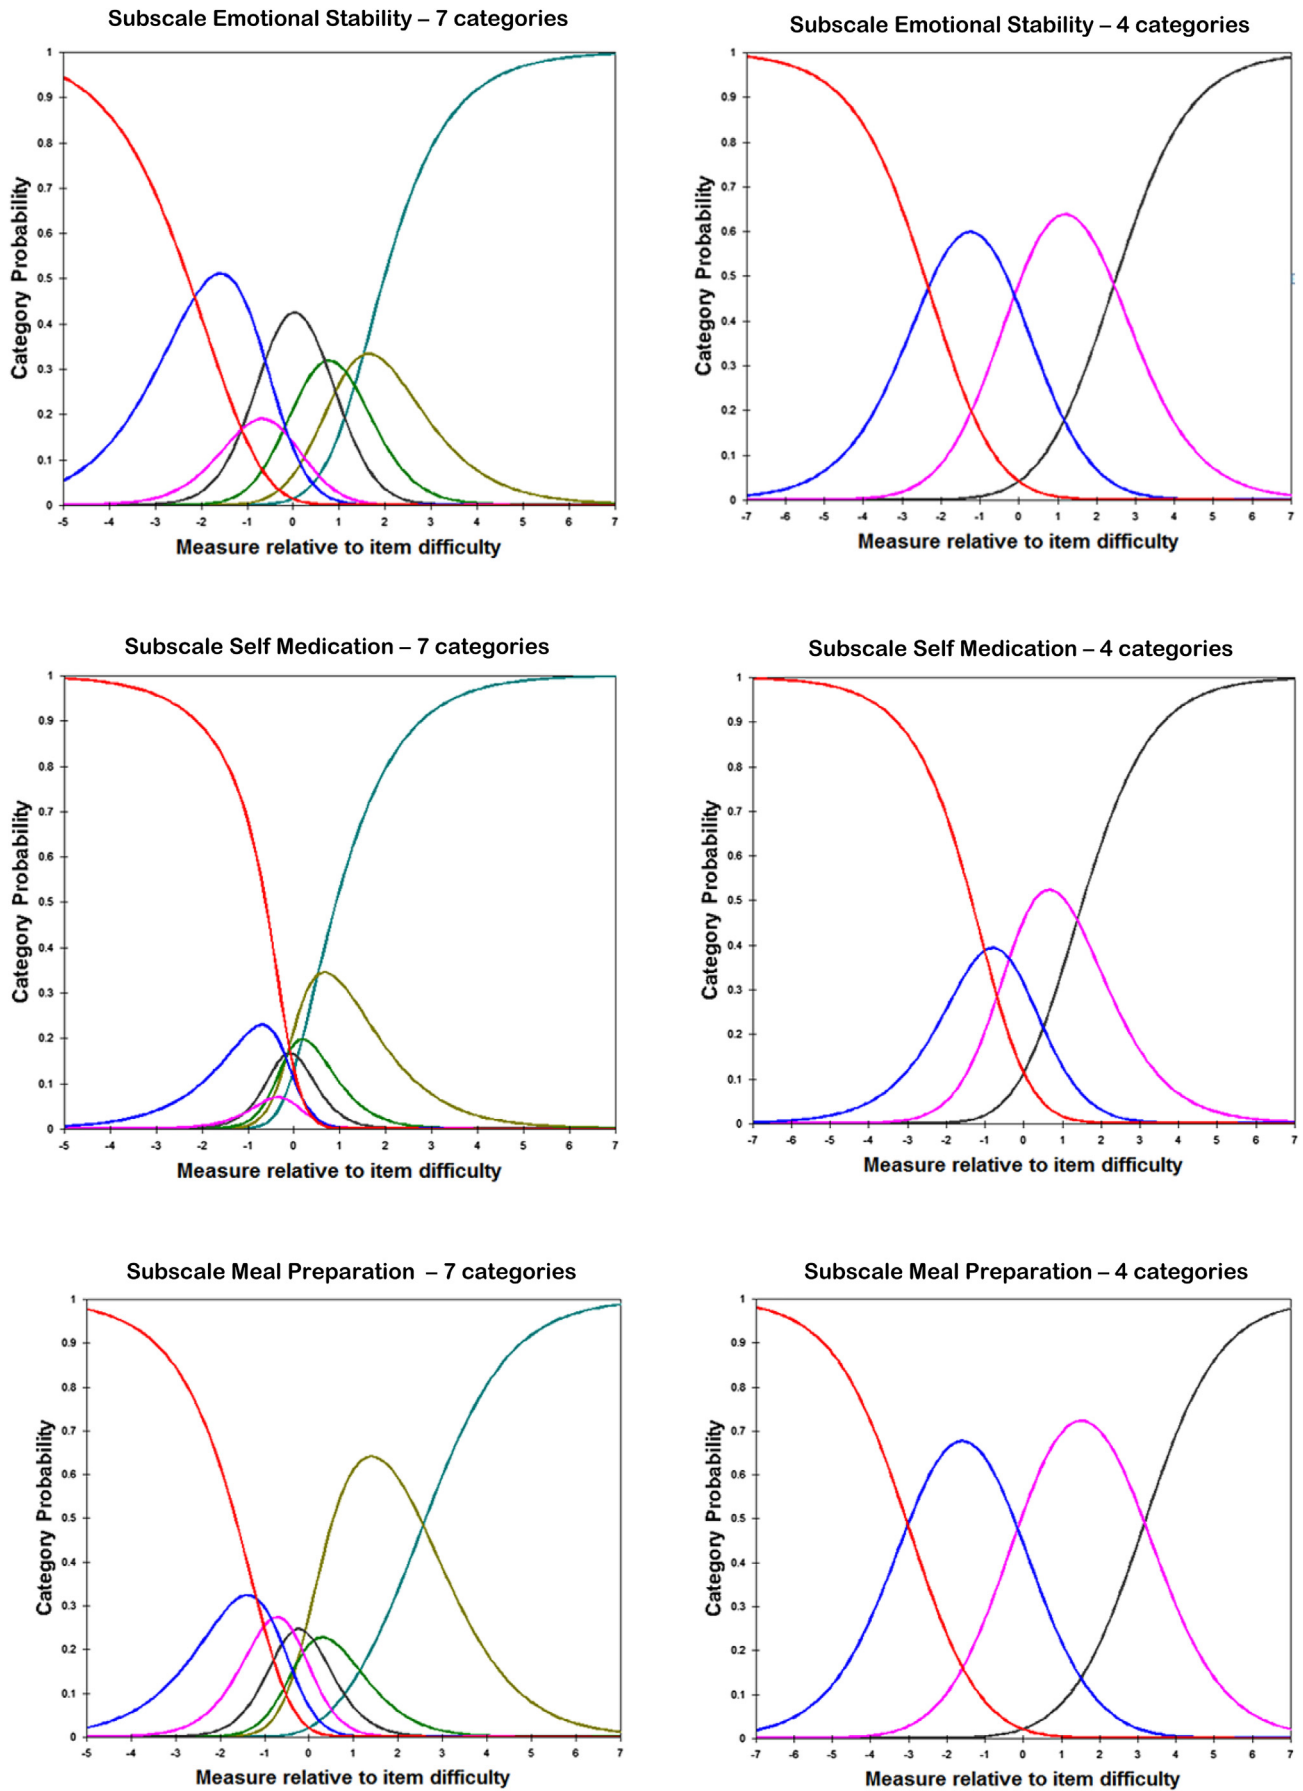 Subscale Emotional Stability – 7 categories
1
0.9
0.8
0.7
0.6
0.5
0.4
0.3
0.2
0.1
0
Category Probability
-5 -4 -3 -2 -1 0 1 2 3 4 5 6 7
Measure relative to item difficulty
Subscale Emotional Stability – 4 categories
1
0.9
0.8
0.7
0.6
0.5
0.4
0.3
0.2
0.1
0
Category Probability
-7 -6 -5 -4 -3 -2 -1 0 1 2 3 4 5 6 7
Measure relative to item difficulty
Subscale Self Medication – 7 categories
1
0.9
0.8
0.7
0.6
0.5
0.4
0.3
0.2
0.1
0
Category Probability
-5 -4 -3 -2 -1 0 1 2 3 4 5 6 7
Measure relative to item difficulty
Subscale Self Medication – 4 categories
1
0.9
0.8
0.7
0.6
0.5
0.4
0.3
0.2
0.1
0
Category Probability
-7 -6 -5 -4 -3 -2 -1 0 1 2 3 4 5 6 7
Measure relative to item difficulty
Subscale Meal Preparation – 7 categories
1
0.9
0.8
0.7
0.6
0.5
0.4
0.3
0.2
0.1
0
Category Probability
-5 -4 -3 -2 -1 0 1 2 3 4 5 6 7
Measure relative to item difficulty
Subscale Meal Preparation – 4 categories
1
0.9
0.8
0.7
0.6
0.5
0.4
0.3
0.2
0.1
0
Category Probability
-7 -6 -5 -4 -3 -2 -1 0 1 2 3 4 5 6 7
Measure relative to item difficulty